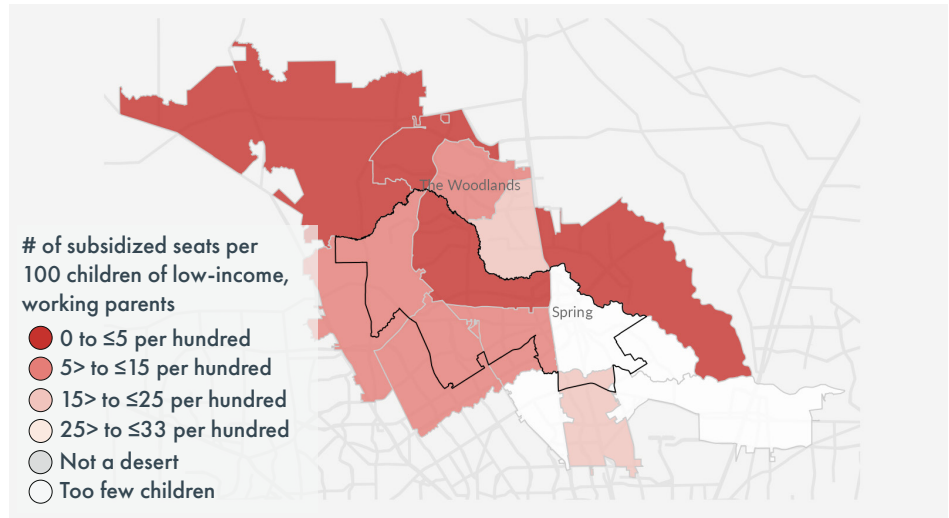 The Woodlands
# of subsidized seats per
100 children of low-income,
working parents
Spring
0 to ≤5 per hundred
5> to ≤15 per hundred
15> to ≤25 per hundred
25> to ≤33 per hundred
Not a desert
Too few children